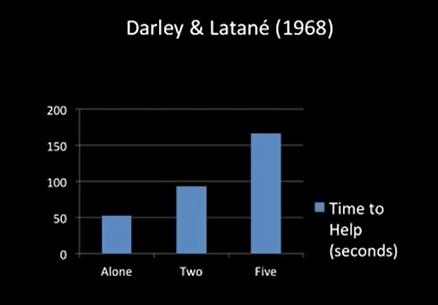 Darley & Latané (1968)
200
150
100
50
0
Alone Two Five
Time to
Help
(seconds)